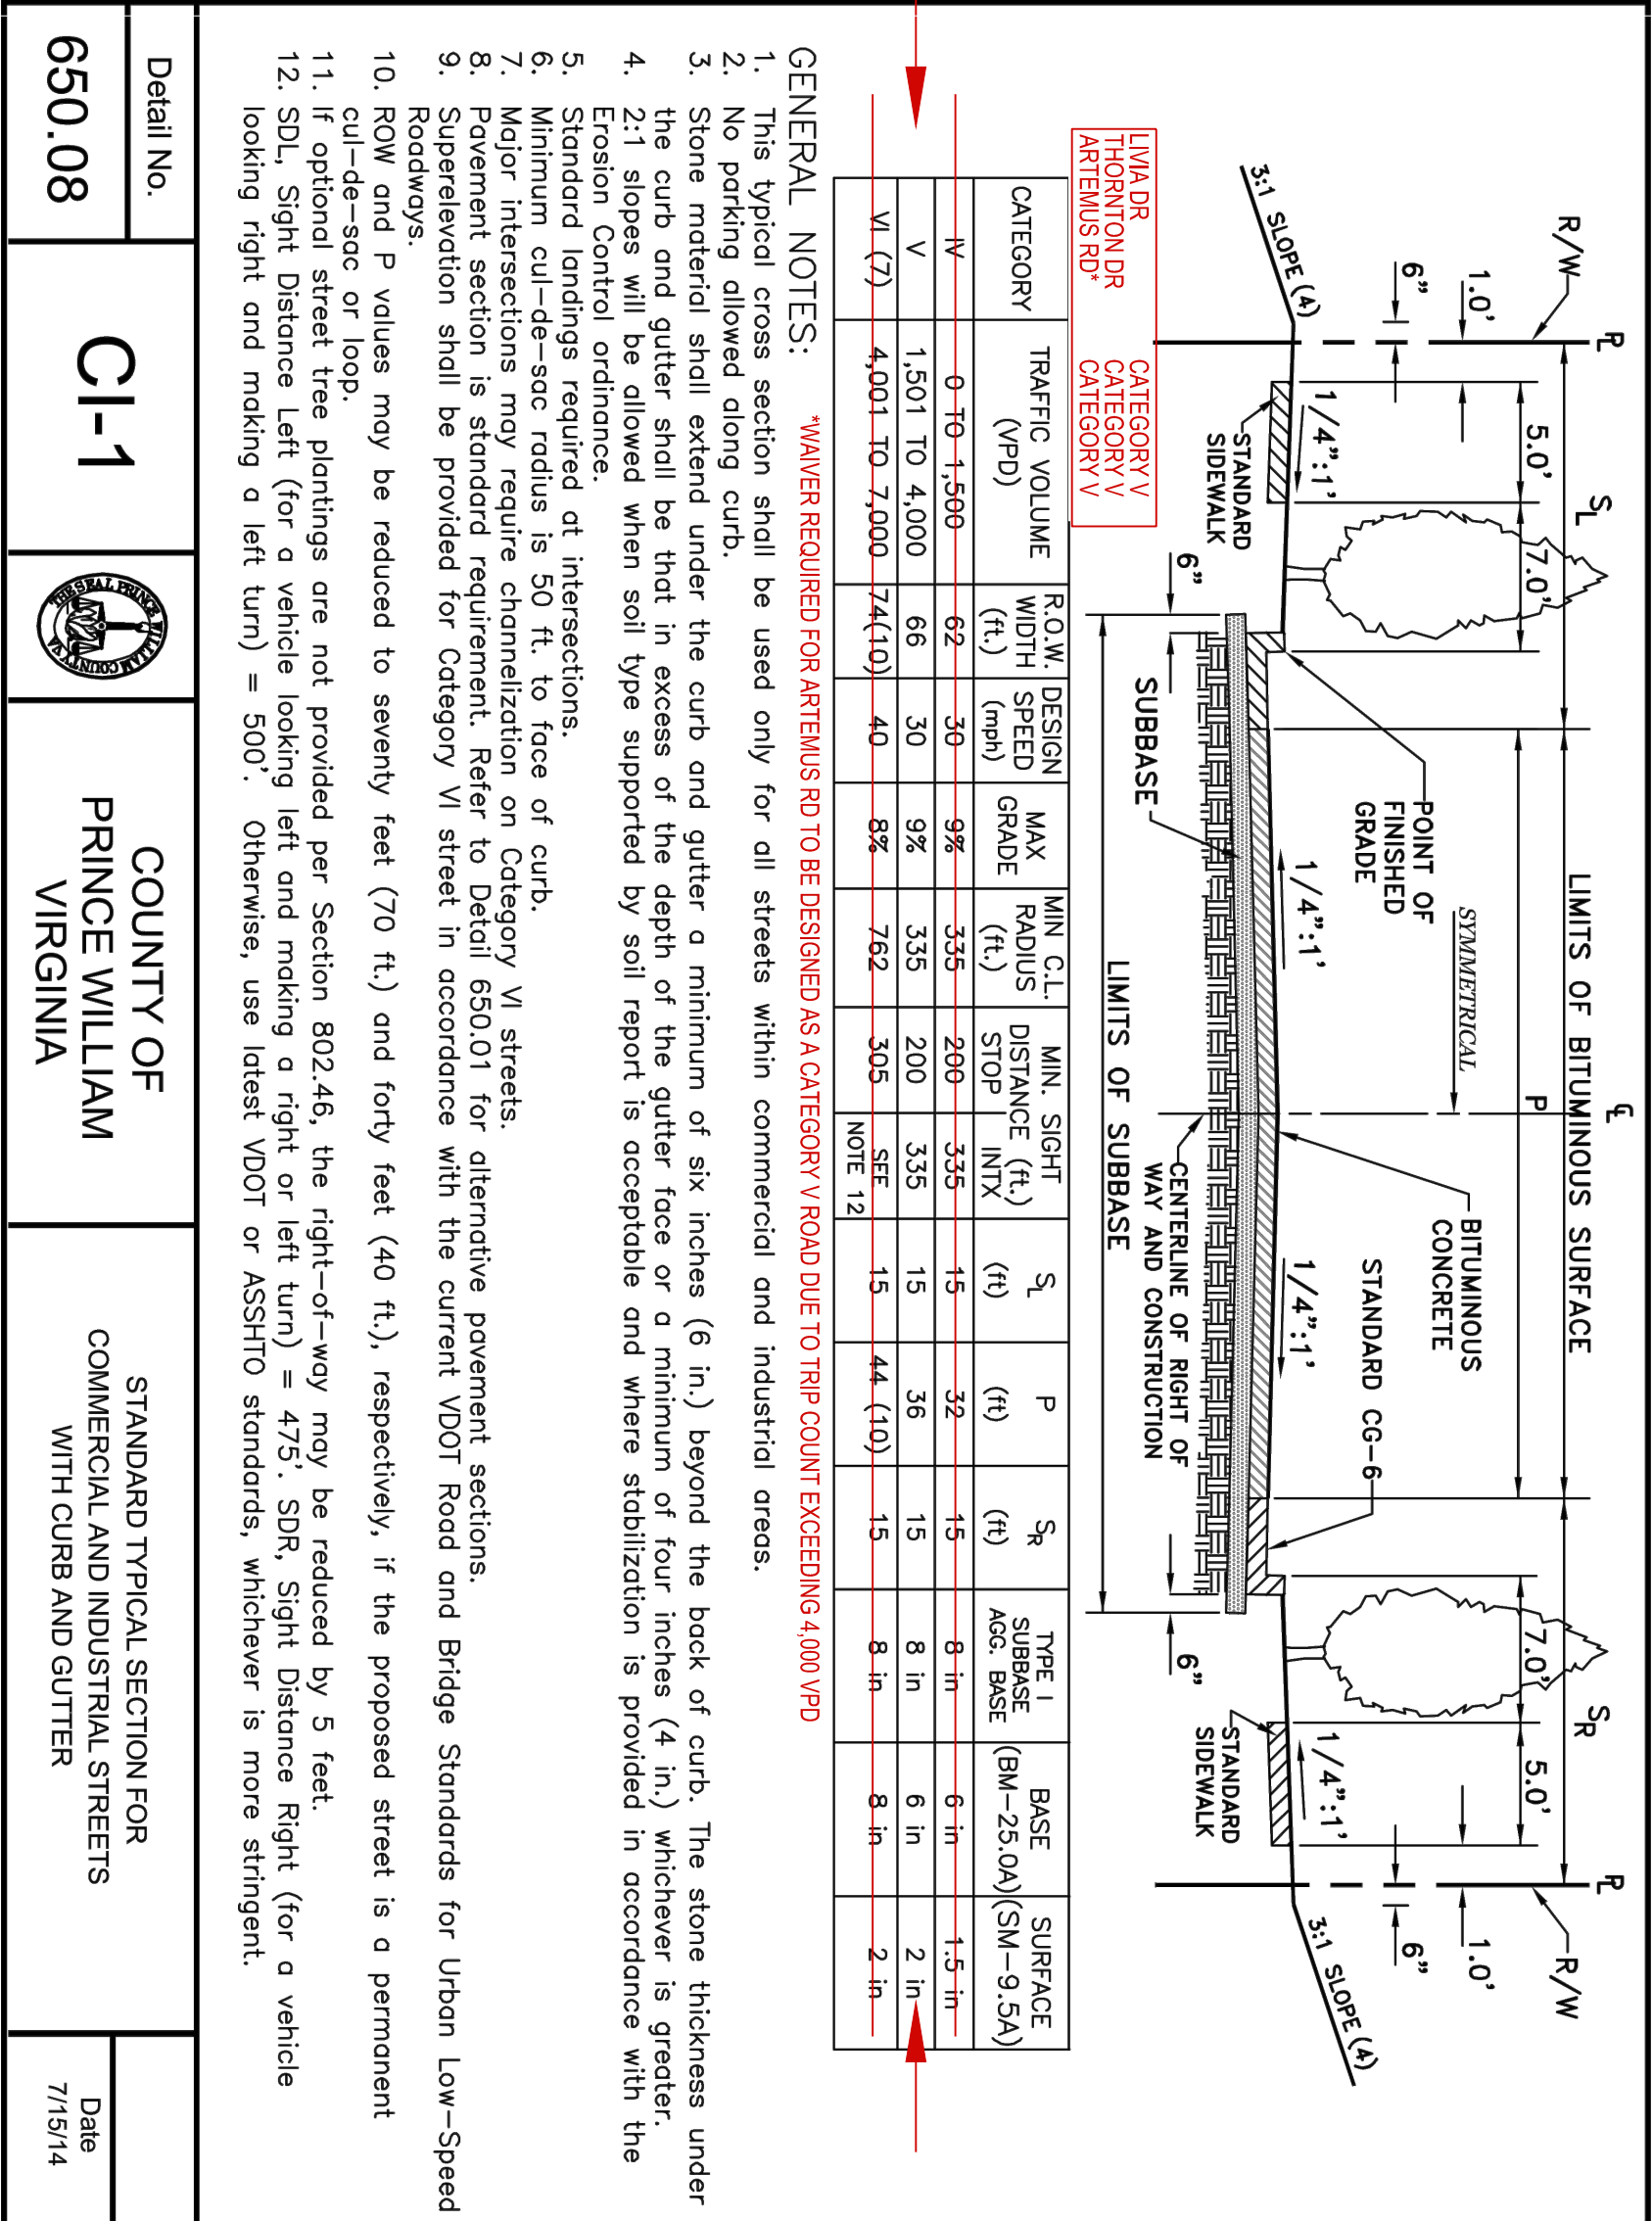 P̲L
C̲L
P̲L
R/W
S_L
LIMITS OF BITUMINOUS SURFACE
S_R
R/W
1.0'
5.0'
7.0'
P
7.0'
5.0'
1.0'
6"
SYMMETRICAL
6"
3:1 SLOPE (4)
1/4":1'
POINT OF
FINISHED
GRADE
1/4":1'
BITUMINOUS
CONCRETE
1/4":1'
STANDARD CG-6
1/4":1'
3:1 SLOPE (4)
STANDARD
SIDEWALK
6"
SUBBASE
CENTERLINE OF RIGHT OF
WAY AND CONSTRUCTION
6"
STANDARD
SIDEWALK
LIMITS OF SUBBASE
LIVIA DR CATEGORY V
THORNTON DR CATEGORY V
ARTEMUS RD* CATEGORY V
CATEGORY TRAFFIC VOLUME (VPD) R.O.W. WIDTH (ft.) DESIGN SPEED (mph) MAX GRADE MIN C.L. RADIUS (ft.) MIN. SIGHT DISTANCE (ft.) STOP INTX S_L (ft) P (ft) S_R (ft) TYPE I SUBBASE AGG. BASE BASE (BM-25.0A) SURFACE (SM-9.5A)
IV 0 TO 1,500 62 30 9% 335 200 335 15 32 15 8 in 6 in 1.5 in
V 1,501 TO 4,000 66 30 9% 335 200 335 15 36 15 8 in 6 in 2 in
VI (7) 4,001 TO 7,000 74(10) 40 8% 762 305 SEE NOTE 12 15 44 (10) 15 8 in 8 in 2 in
*WAIVER REQUIRED FOR ARTEMUS RD TO BE DESIGNED AS A CATEGORY V ROAD DUE TO TRIP COUNT EXCEEDING 4,000 VPD
GENERAL NOTES:
1. This typical cross section shall be used only for all streets within commercial and industrial areas.
2. No parking allowed along curb.
3. Stone material shall extend under the curb and gutter a minimum of six inches (6 in.) beyond the back of curb. The stone thickness under
the curb and gutter shall be that in excess of the depth of the gutter face or a minimum of four inches (4 in.) whichever is greater.
4. 2:1 slopes will be allowed when soil type supported by soil report is acceptable and where stabilization is provided in accordance with the
Erosion Control ordinance.
5. Standard landings required at intersections.
6. Minimum cul-de-sac radius is 50 ft. to face of curb.
7. Major intersections may require channelization on Category VI streets.
8. Pavement section is standard requirement. Refer to Detail 650.01 for alternative pavement sections.
9. Superelevation shall be provided for Category VI street in accordance with the current VDOT Road and Bridge Standards for Urban Low-Speed
Roadways.
10. ROW and P values may be reduced to seventy feet (70 ft.) and forty feet (40 ft.), respectively, if the proposed street is a permanent
cul-de-sac or loop.
11. If optional street tree plantings are not provided per Section 802.46, the right-of-way may be reduced by 5 feet.
12. SDL, Sight Distance Left (for a vehicle looking left and making a right or left turn) = 475'. SDR, Sight Distance Right (for a vehicle
looking right and making a left turn) = 500'. Otherwise, use latest VDOT or ASSHTO standards, whichever is more stringent.
Detail No.
650.08
CI-1
THE SEAL PRINCE WILLIAM COUNTY VA
COUNTY OF
PRINCE WILLIAM
VIRGINIA
STANDARD TYPICAL SECTION FOR
COMMERCIAL AND INDUSTRIAL STREETS
WITH CURB AND GUTTER
Date
7/15/14